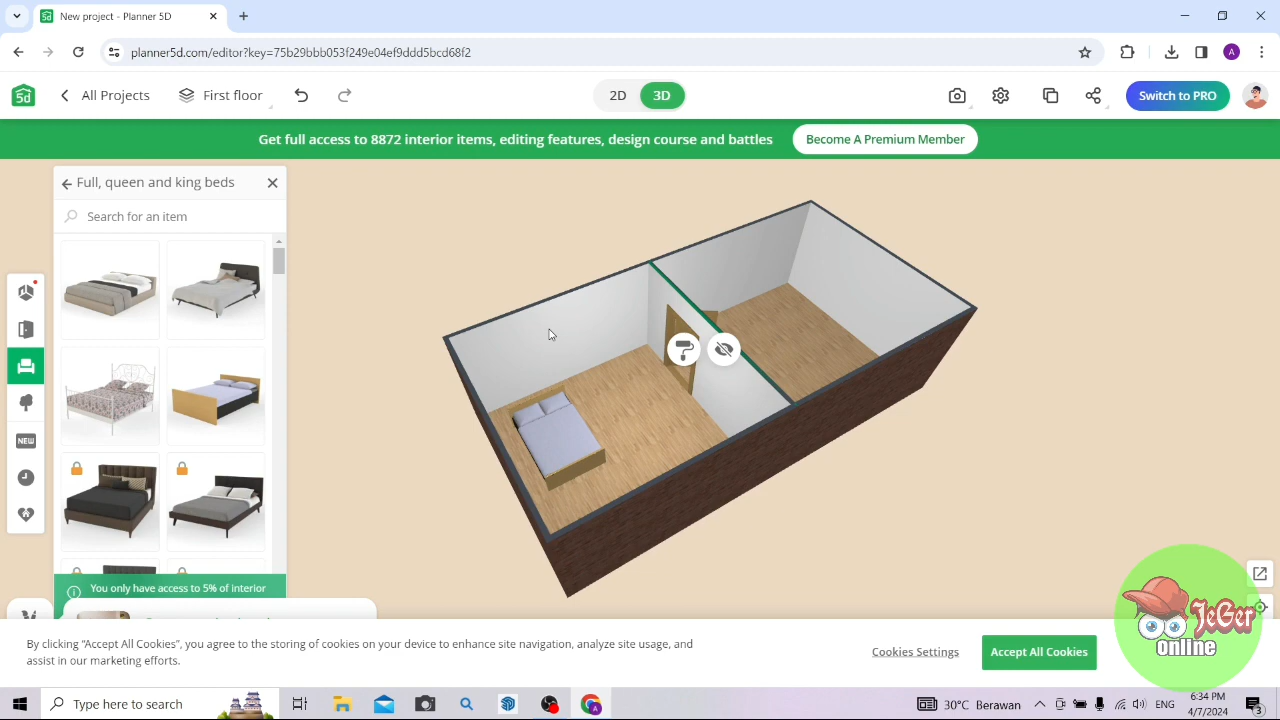 New project - Planner 5D
planner5d.com/editor?key=75b29bbb053f249e04ef9ddd5bcd68f2
A
5d
All Projects
First floor
2D
3D
Switch to PRO
Get full access to 8872 interior items, editing features, design course and battles
Become A Premium Member
Full, queen and king beds
Search for an item
NEW
You only have access to 5% of interior
By clicking “Accept All Cookies”, you agree to the storing of cookies on your device to enhance site navigation, analyze site usage, and
assist in our marketing efforts.
Cookies Settings
Accept All Cookies
JeGer
online
Type here to search
30°C Berawan
ENG
6:34 PM
4/7/2024
3